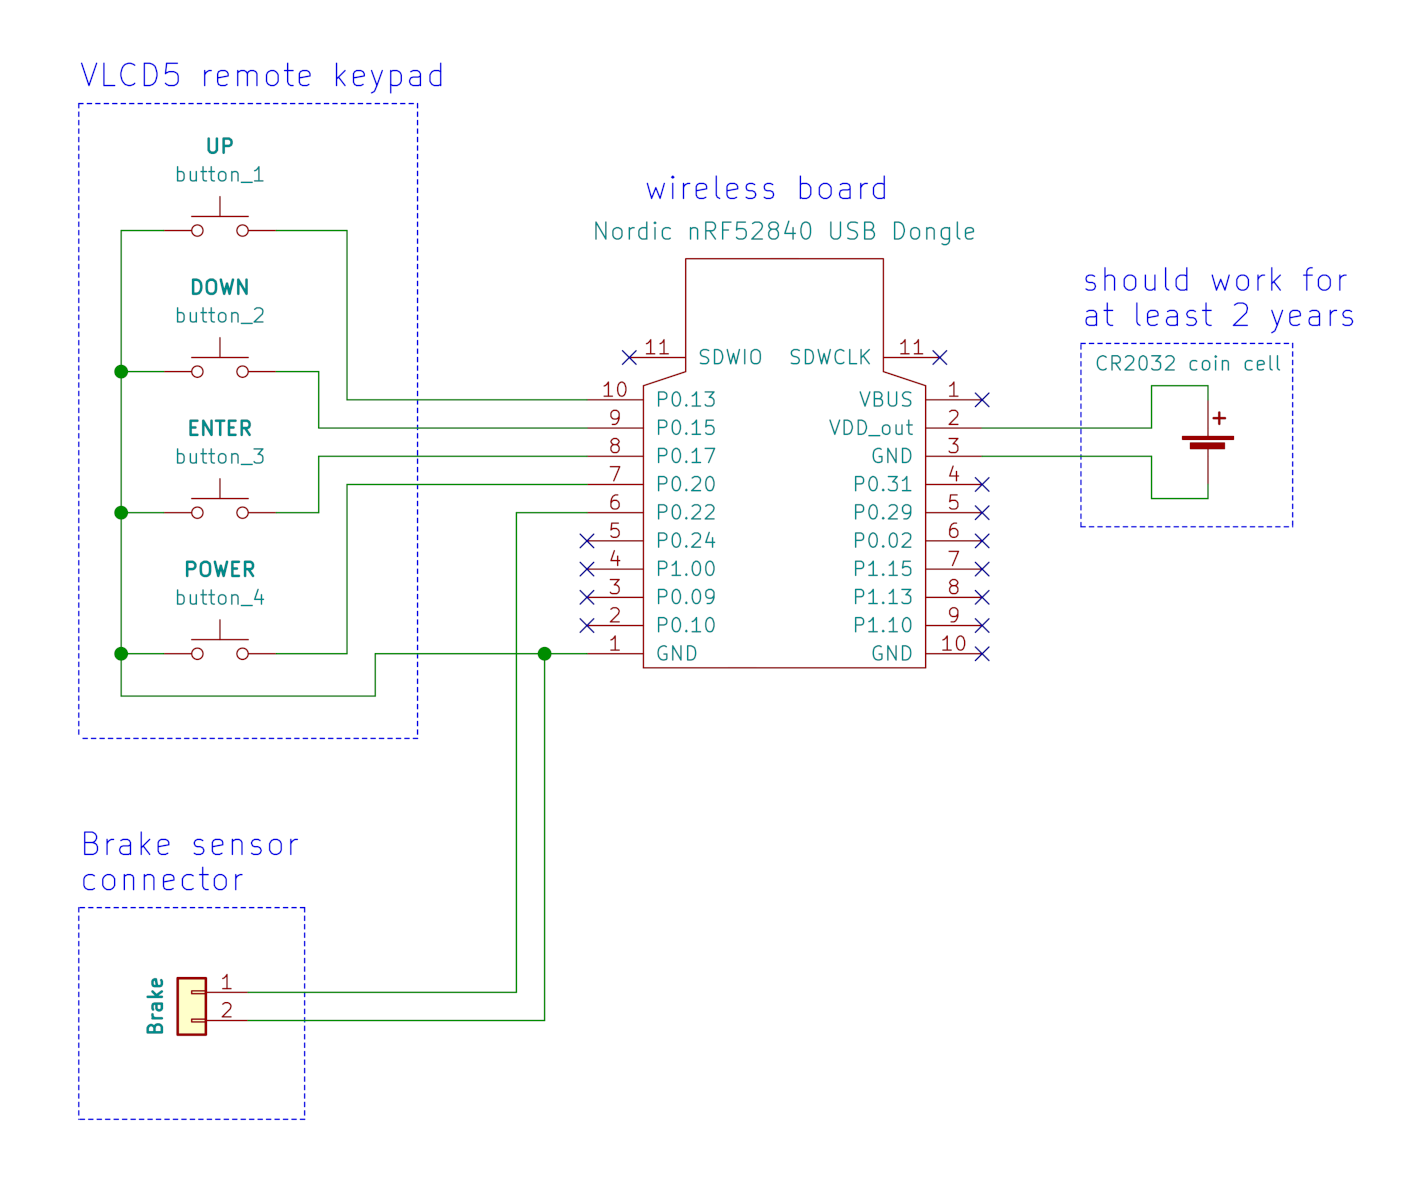 VLCD5 remote keypad
UP
button_1
DOWN
button_2
ENTER
button_3
POWER
button_4
wireless board
Nordic nRF52840 USB Dongle
11 SDWIO SDWCLK 11
10 P0.13 VBUS 1
9 P0.15 VDD_out 2
8 P0.17 GND 3
7 P0.20 P0.31 4
6 P0.22 P0.29 5
5 P0.24 P0.02 6
4 P1.00 P1.15 7
3 P0.09 P1.13 8
2 P0.10 P1.10 9
1 GND GND 10
should work for
at least 2 years
CR2032 coin cell
+
Brake sensor
connector
Brake
1
2